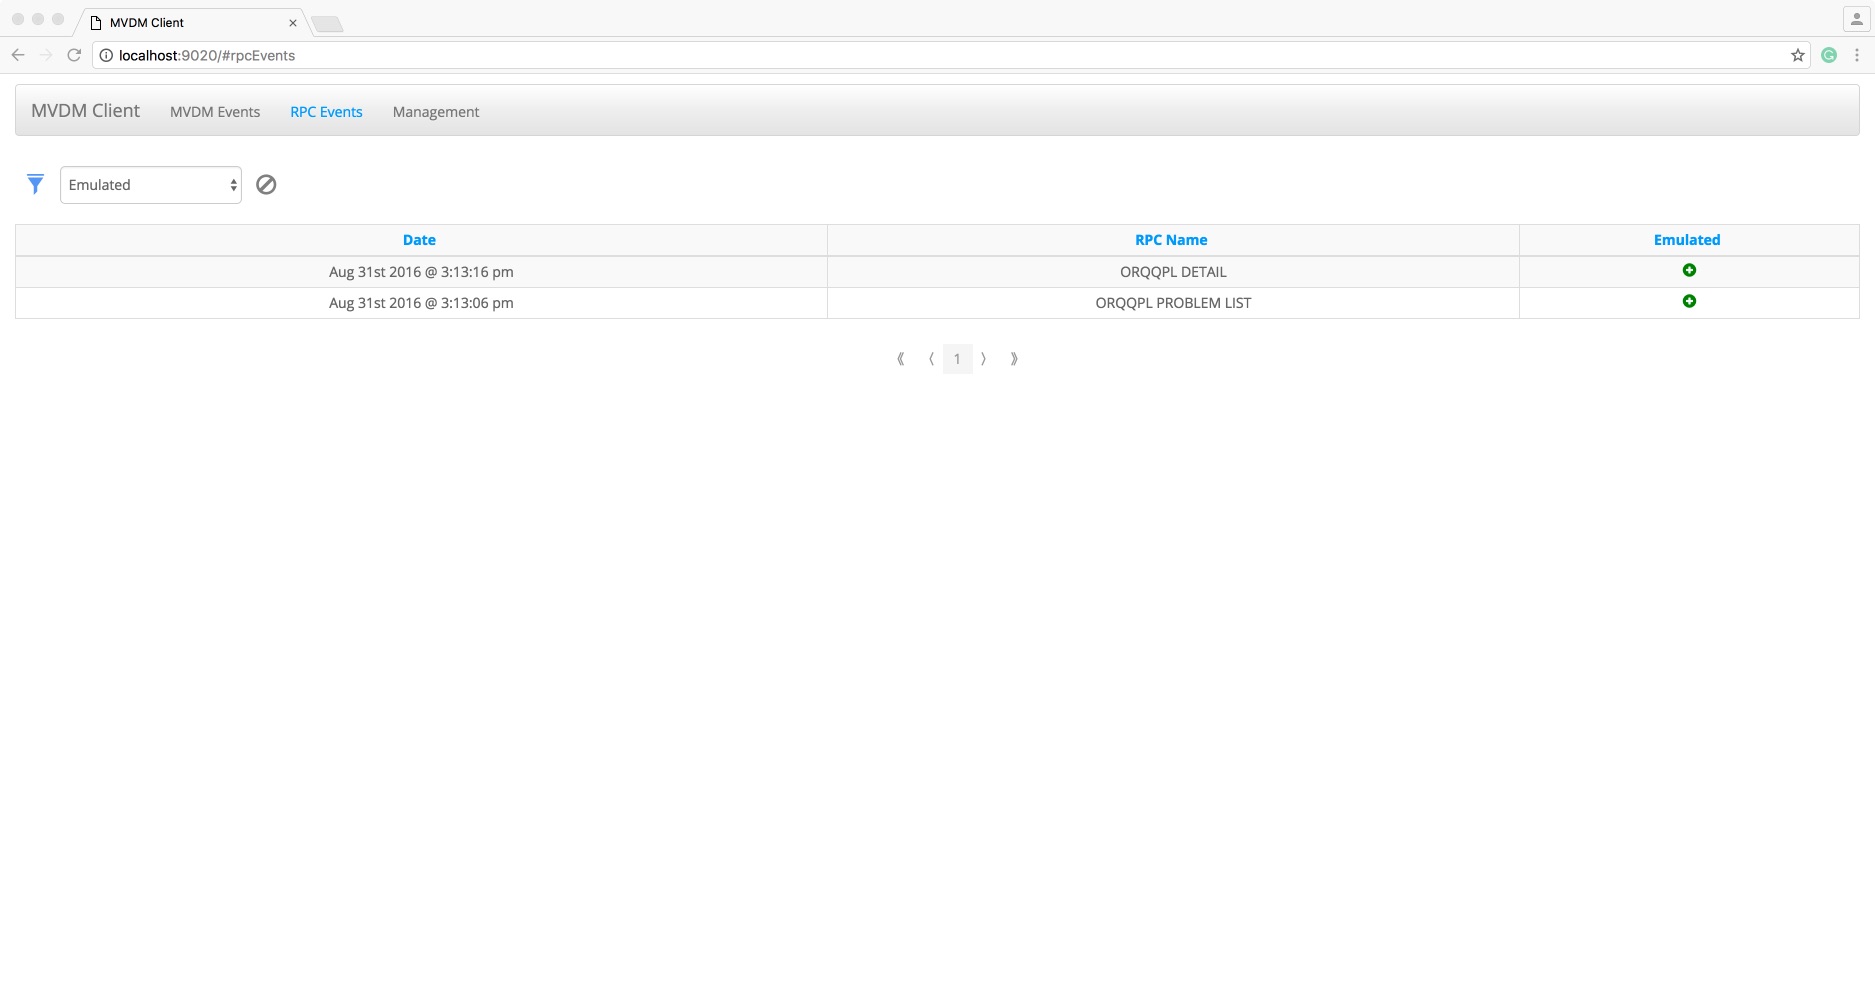 MVDM Client
localhost:9020/#rpcEvents
MVDM Client MVDM Events RPC Events Management
Emulated
Date RPC Name Emulated
Aug 31st 2016 @ 3:13:16 pm ORQQPL DETAIL
Aug 31st 2016 @ 3:13:06 pm ORQQPL PROBLEM LIST
⟪ ⟨ 1 ⟩ ⟫